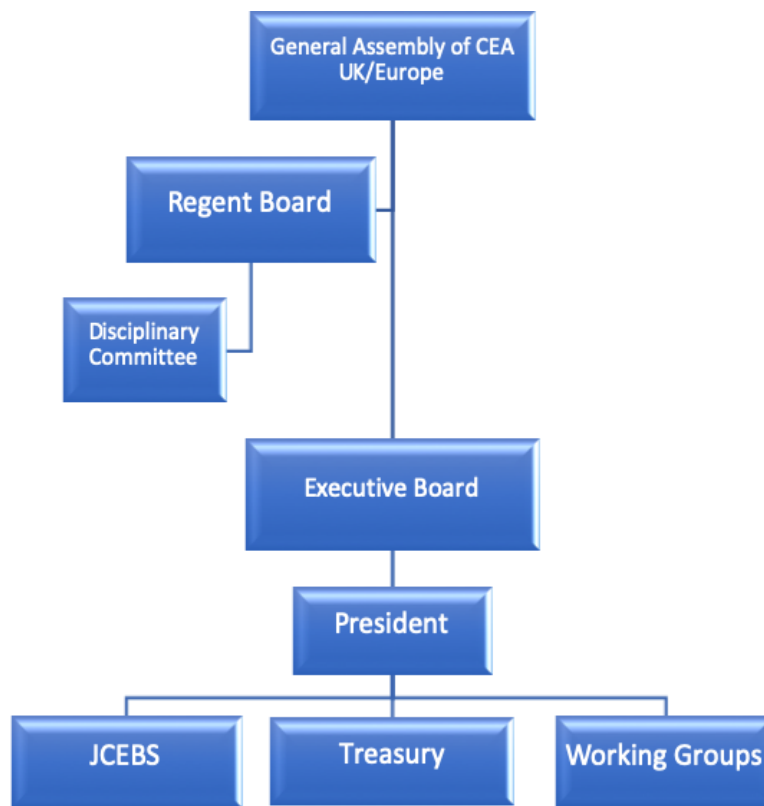 General Assembly of CEA
UK/Europe
Regent Board
Disciplinary
Committee
Executive Board
President
JCEBS
Treasury
Working Groups